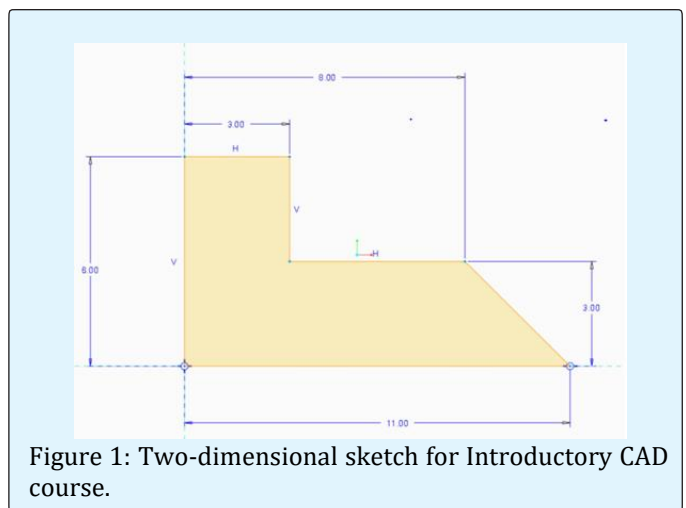 8.00
3.00
H
V
V
H
6.00
3.00
11.00
Figure 1: Two-dimensional sketch for Introductory CAD
course.